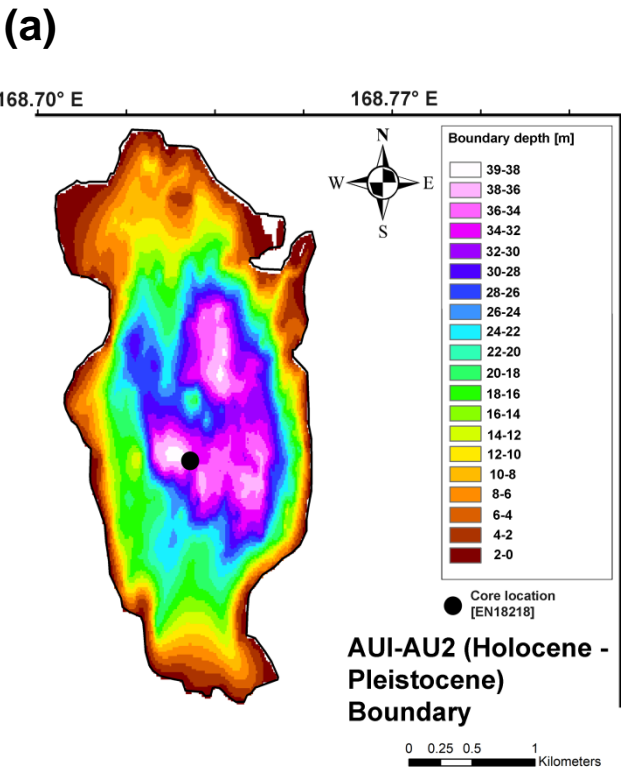 (a)
168.70° E
168.77° E
N
W
E
S
Boundary depth [m]
39-38
38-36
36-34
34-32
32-30
30-28
28-26
26-24
24-22
22-20
20-18
18-16
16-14
14-12
12-10
10-8
8-6
6-4
4-2
2-0
Core location
[EN18218]
AUI-AU2 (Holocene -
Pleistocene)
Boundary
0 0.25 0.5 1
Kilometers